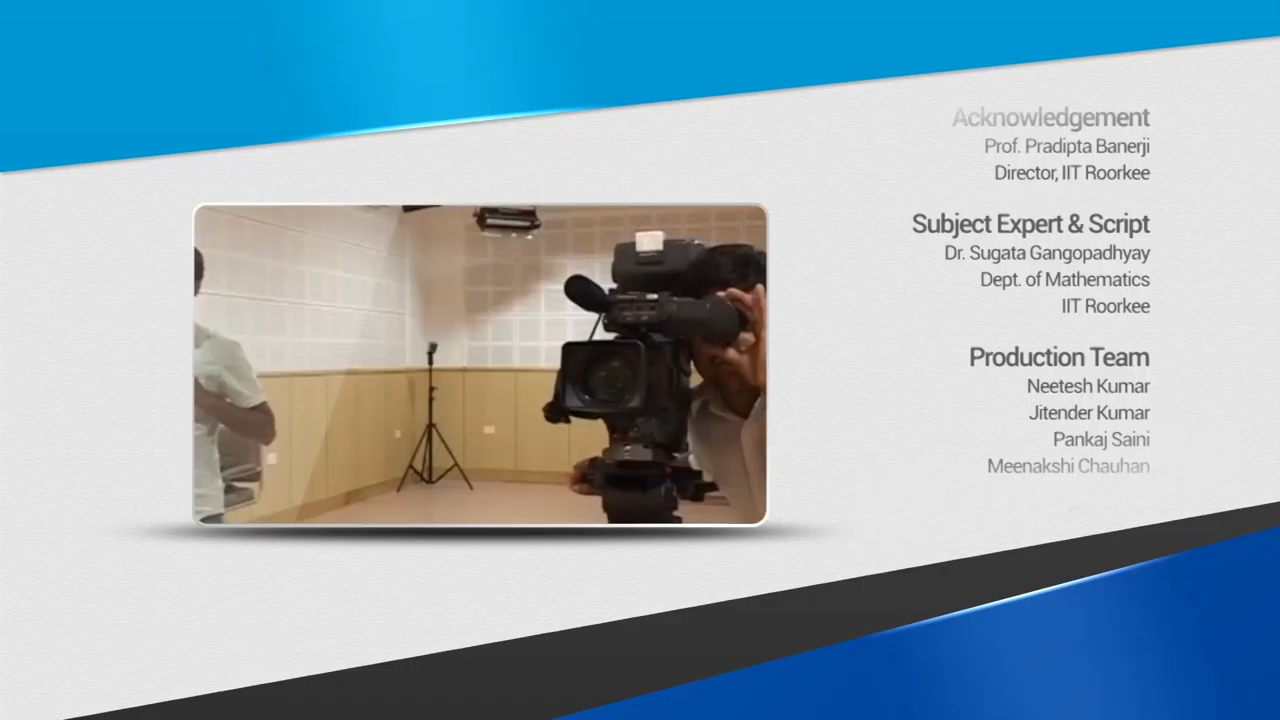 Acknowledgement
Prof. Pradipta Banerji
Director, IIT Roorkee
Subject Expert & Script
Dr. Sugata Gangopadhyay
Dept. of Mathematics
IIT Roorkee
Production Team
Neetesh Kumar
Jitender Kumar
Pankaj Saini
Meenakshi Chauhan